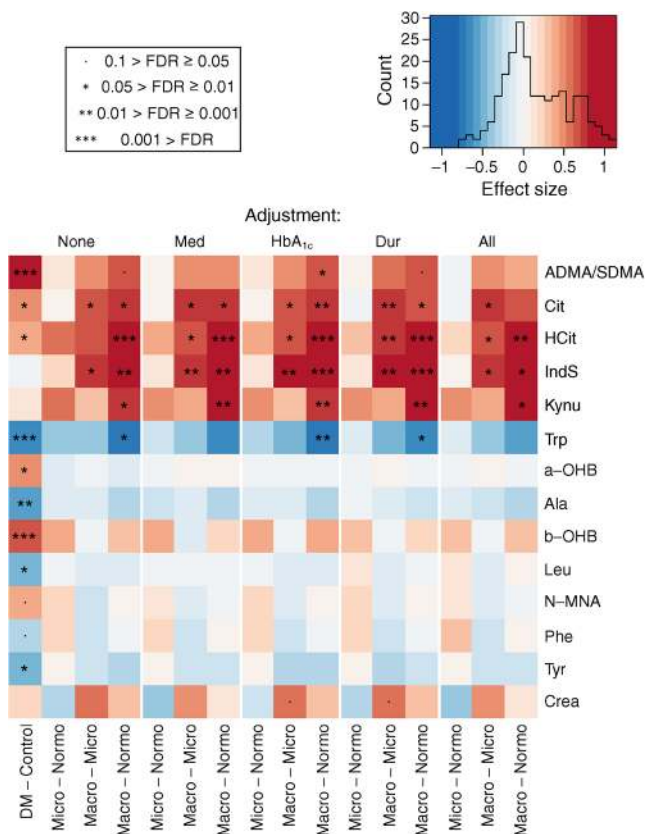 · 0.1 > FDR ≥ 0.05
* 0.05 > FDR ≥ 0.01
** 0.01 > FDR ≥ 0.001
*** 0.001 > FDR
Count
30
25
20
15
10
5
0
−1 −0.5 0 0.5 1
Effect size
Adjustment:
None Med HbA1c Dur All
*** · * · ADMA/SDMA
* * * * * * ** ** * * Cit
* *** * *** * *** ** *** * ** HCit
* ** ** ** ** *** ** *** * * IndS
* ** ** ** * Kynu
*** * ** * Trp
* a–OHB
** Ala
*** b–OHB
* Leu
· N–MNA
· Phe
* Tyr
· · Crea
DM – Control
Micro – Normo
Macro – Micro
Macro – Normo
Micro – Normo
Macro – Micro
Macro – Normo
Micro – Normo
Macro – Micro
Macro – Normo
Micro – Normo
Macro – Micro
Macro – Normo
Micro – Normo
Macro – Micro
Macro – Normo